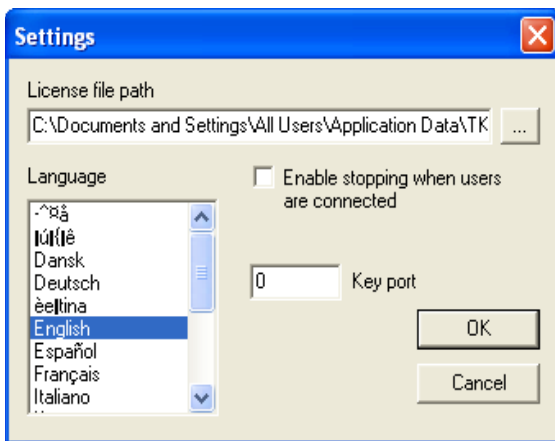 Settings
License file path
C:\Documents and Settings\All Users\Application Data\TK
...
Language
Enable stopping when users
are connected
-^¤å
Dansk
Deutsch
èeština
English
Español
Français
Italiano
0
Key port
OK
Cancel